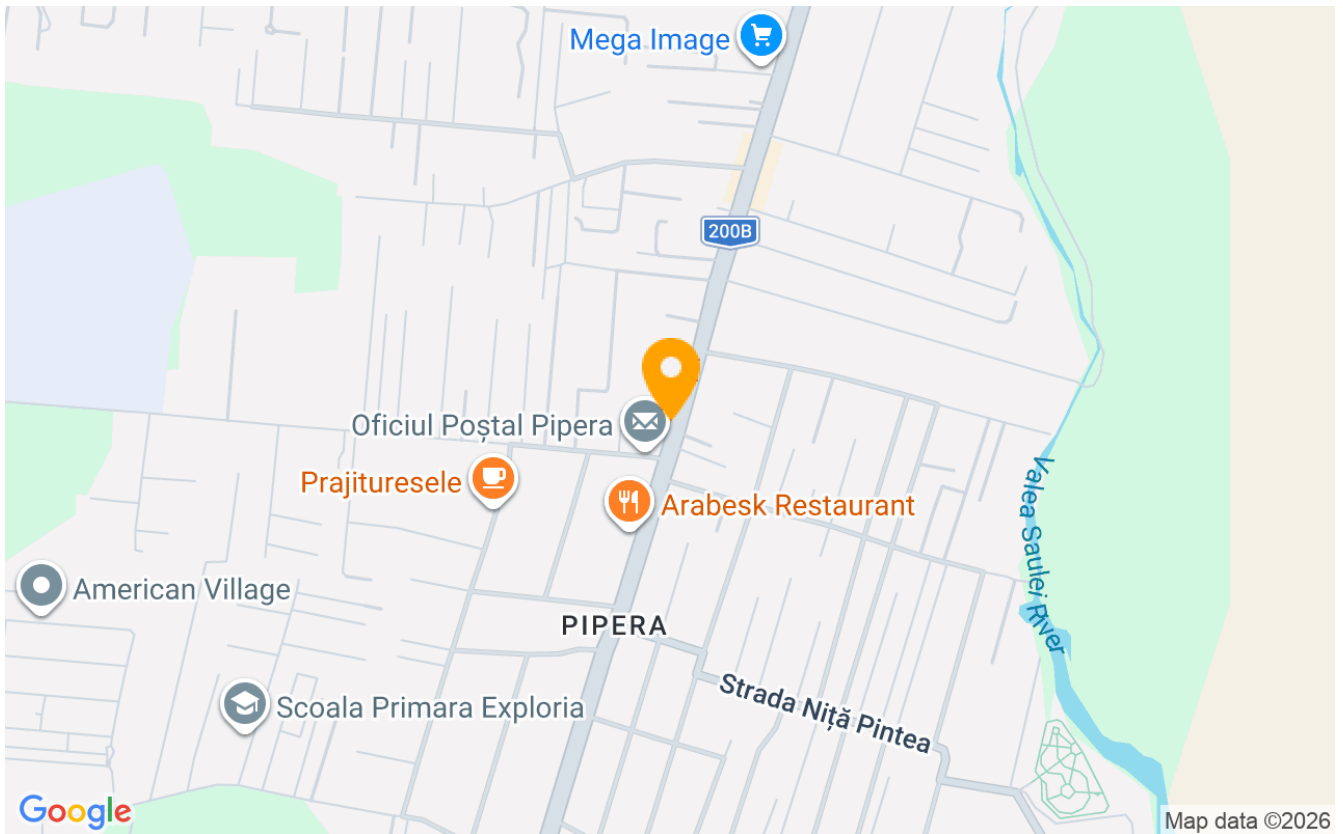 Mega Image
200B
Oficiul Poștal Pipera
Prajituresele
Arabesk Restaurant
Valea Saulei River
American Village
PIPERA
Strada Niță Pintea
Scoala Primara Exploria
Google
Map data ©2026